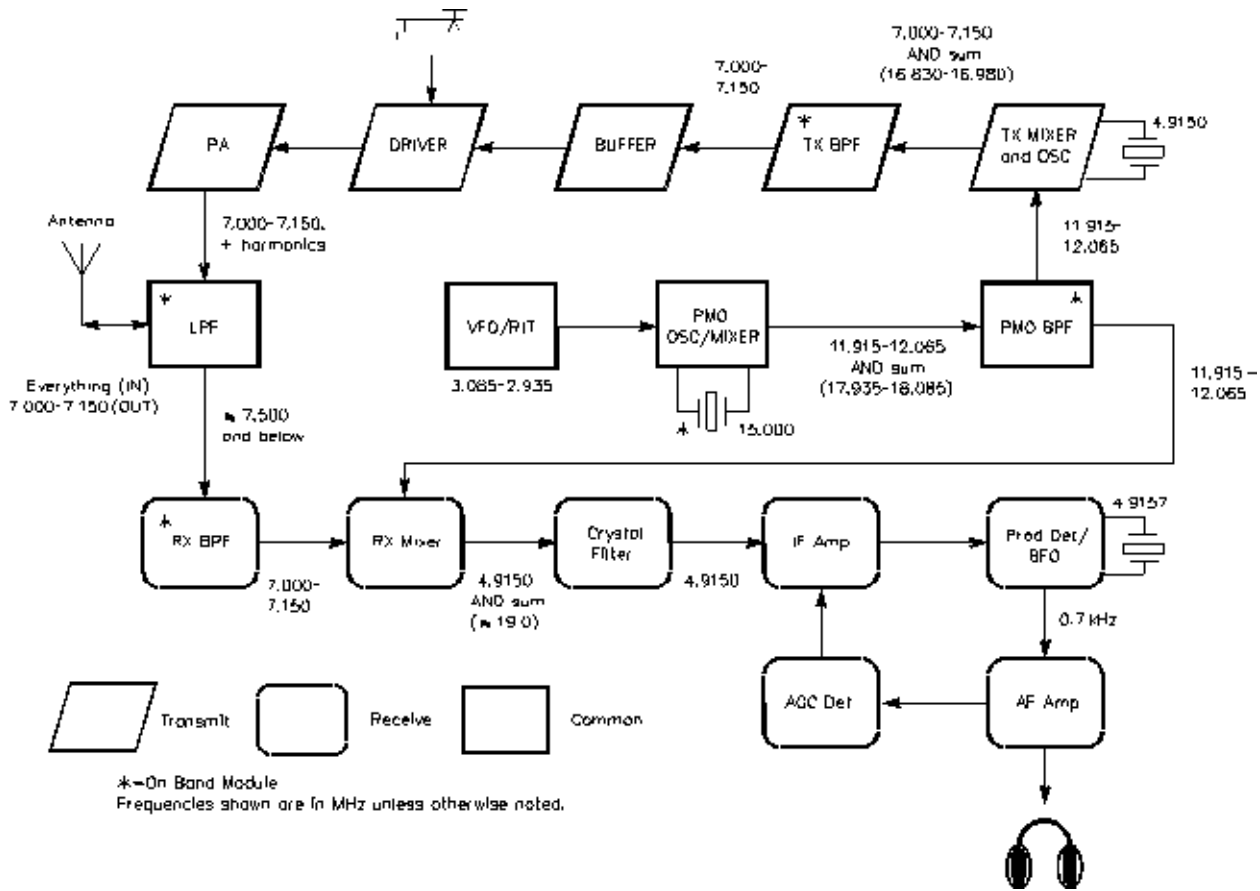 7.000-7.150
AND sum
(16.830-16.980)
7.000-
7.150
PA
DRIVER
BUFFER
*
TX BPF
TX MIXER
and OSC
4.9150
Antenna
7.000-7.150,
+ harmonics
11.915-
12.065
*
LPF
VFO/RIT
PMO
OSC/MIXER
*
PMO BPF
Everything (IN)
7.000-7.150 (OUT)
3.065-2.935
11.915-12.065
AND sum
(17.935-18.065)
11.915-
12.065
≈ 7.500
and below
*
15.000
*
RX BPF
RX Mixer
Crystal
Filter
IF Amp
Prod Det/
BFO
4.9157
7.000-
7.150
4.9150
AND sum
(≈ 19.0)
4.9150
0.7 kHz
AGC Det
AF Amp
Transmit
Receive
Common
*-On Band Module
Frequencies shown are in MHz unless otherwise noted.